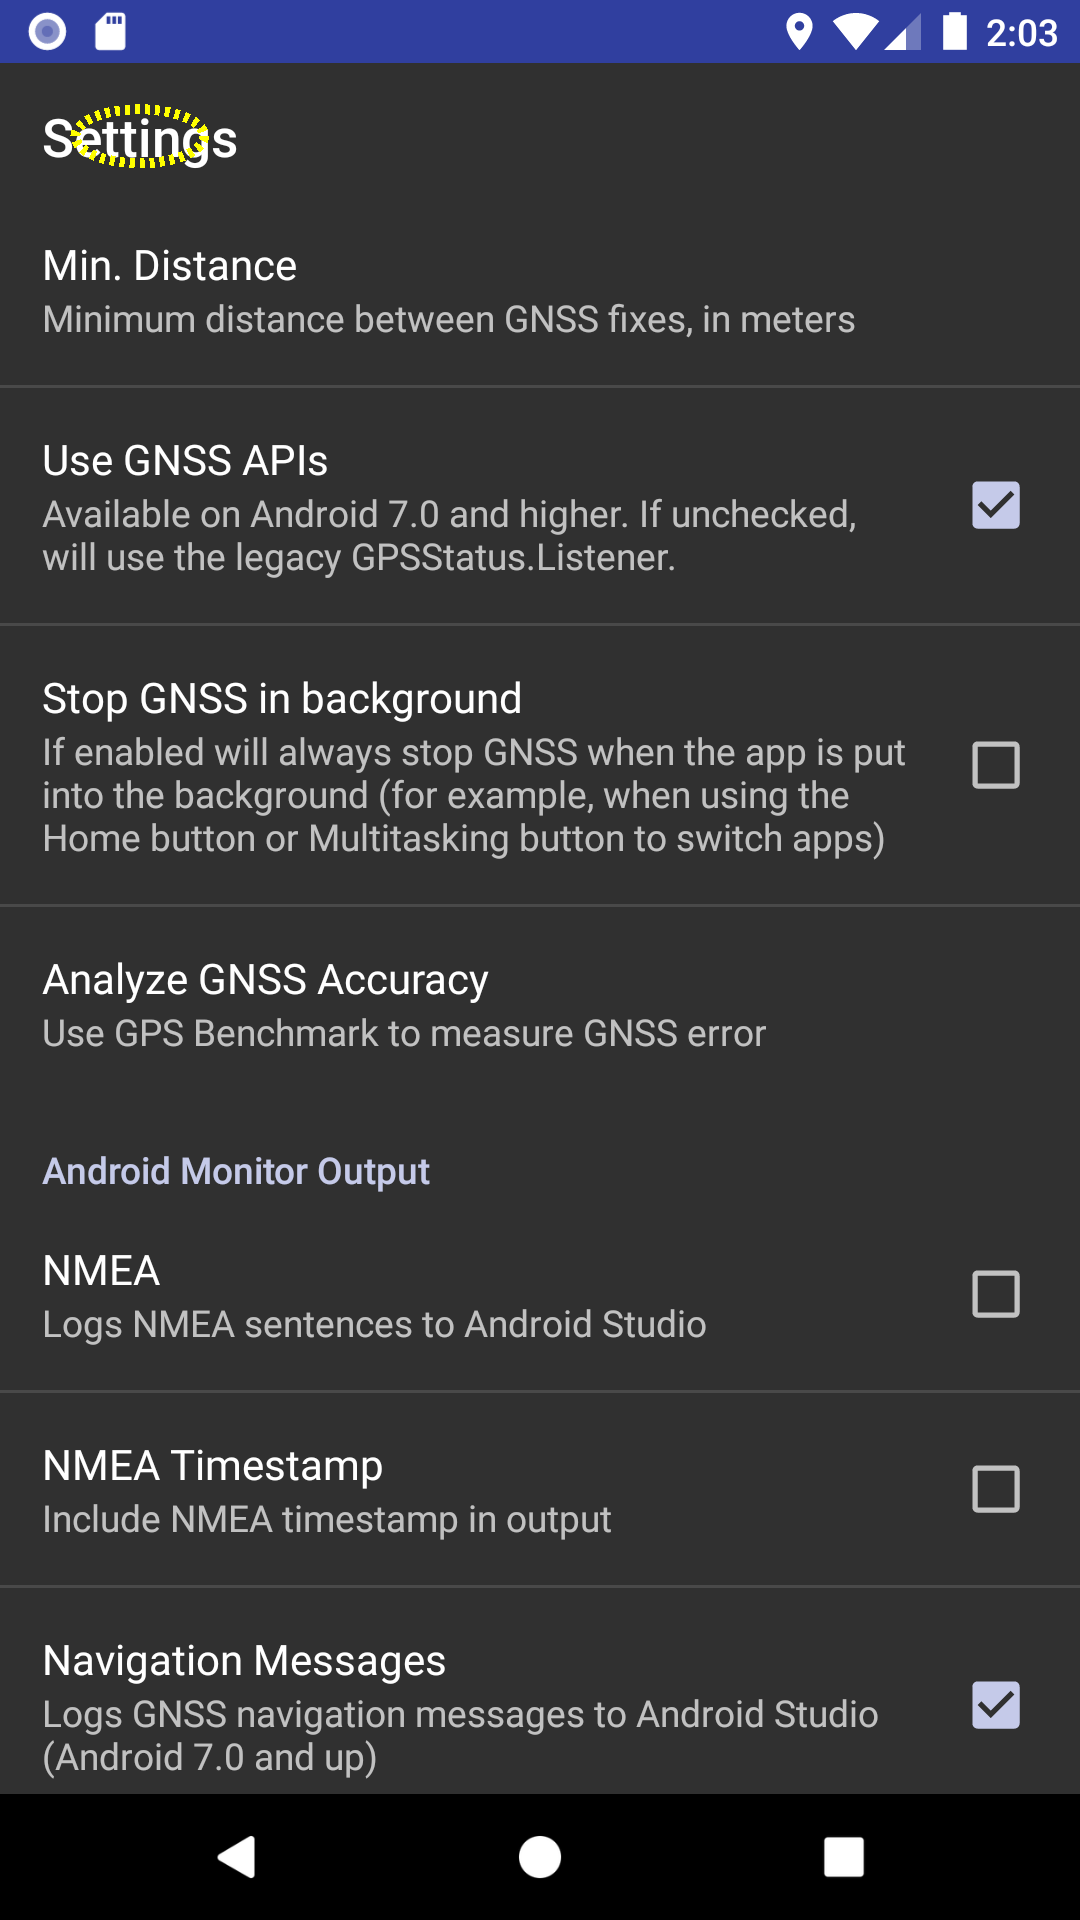 2:03
Settings
Min. Distance
Minimum distance between GNSS fixes, in meters
Use GNSS APIs
Available on Android 7.0 and higher. If unchecked,
will use the legacy GPSStatus.Listener.
Stop GNSS in background
If enabled will always stop GNSS when the app is put
into the background (for example, when using the
Home button or Multitasking button to switch apps)
Analyze GNSS Accuracy
Use GPS Benchmark to measure GNSS error
Android Monitor Output
NMEA
Logs NMEA sentences to Android Studio
NMEA Timestamp
Include NMEA timestamp in output
Navigation Messages
Logs GNSS navigation messages to Android Studio
(Android 7.0 and up)